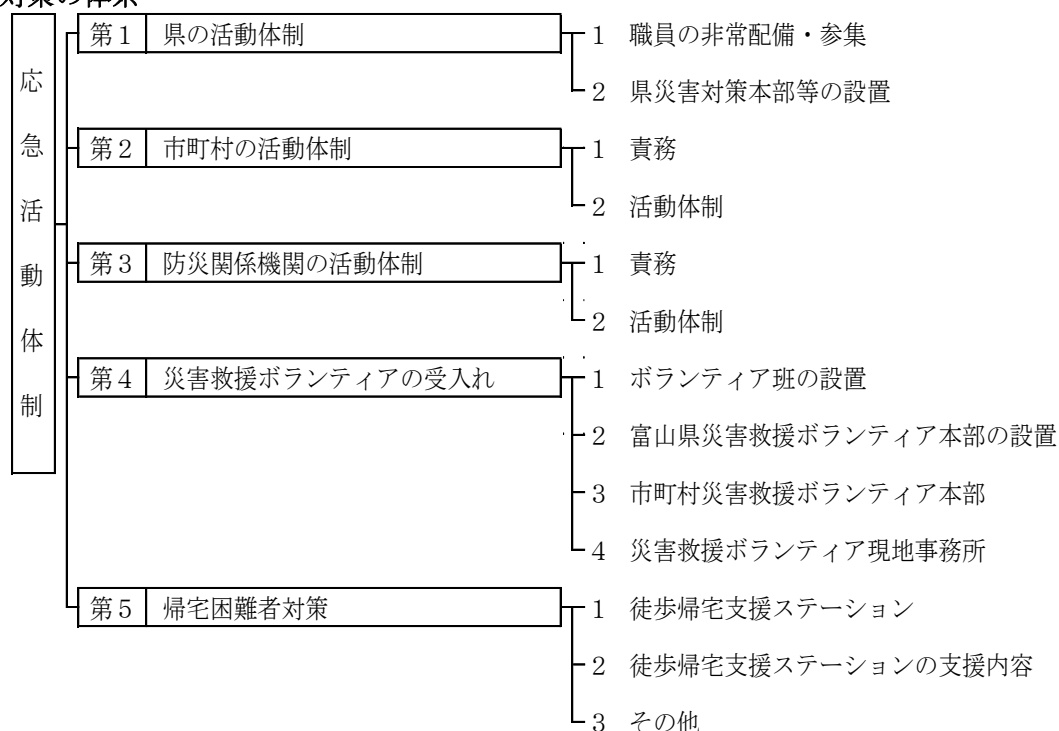 対策の体系
応急活動体制
第１ 県の活動体制
１ 職員の非常配備・参集
２ 県災害対策本部等の設置
第２ 市町村の活動体制
１ 責務
２ 活動体制
第３ 防災関係機関の活動体制
１ 責務
２ 活動体制
第４ 災害救援ボランティアの受入れ
１ ボランティア班の設置
２ 富山県災害救援ボランティア本部の設置
３ 市町村災害救援ボランティア本部
４ 災害救援ボランティア現地事務所
第５ 帰宅困難者対策
１ 徒歩帰宅支援ステーション
２ 徒歩帰宅支援ステーションの支援内容
３ その他